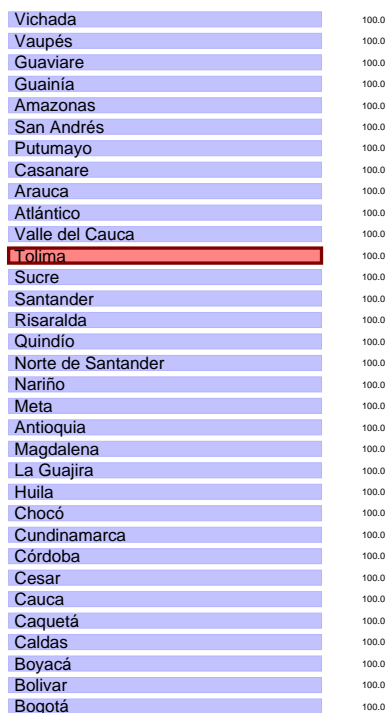 Vichada 100.0
Vaupés 100.0
Guaviare 100.0
Guainía 100.0
Amazonas 100.0
San Andrés 100.0
Putumayo 100.0
Casanare 100.0
Arauca 100.0
Atlántico 100.0
Valle del Cauca 100.0
Tolima 100.0
Sucre 100.0
Santander 100.0
Risaralda 100.0
Quindío 100.0
Norte de Santander 100.0
Nariño 100.0
Meta 100.0
Antioquia 100.0
Magdalena 100.0
La Guajira 100.0
Huila 100.0
Chocó 100.0
Cundinamarca 100.0
Córdoba 100.0
Cesar 100.0
Cauca 100.0
Caquetá 100.0
Caldas 100.0
Boyacá 100.0
Bolivar 100.0
Bogotá 100.0